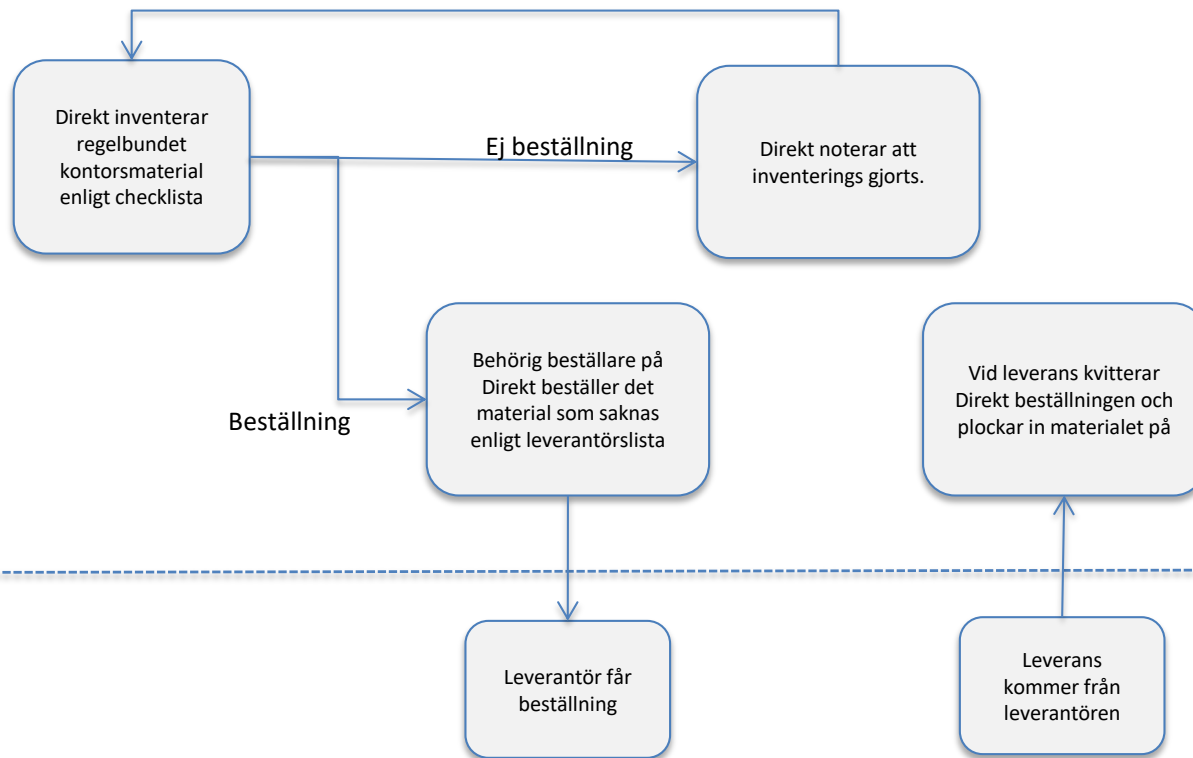 Direkt inventerar
regelbundet
kontorsmaterial
enligt checklista
Ej beställning
Direkt noterar att
inventerings gjorts.
Beställning
Behörig beställare på
Direkt beställer det
material som saknas
enligt leverantörslista
Vid leverans kvitterar
Direkt beställningen och
plockar in materialet på
Leverantör får
beställning
Leverans
kommer från
leverantören